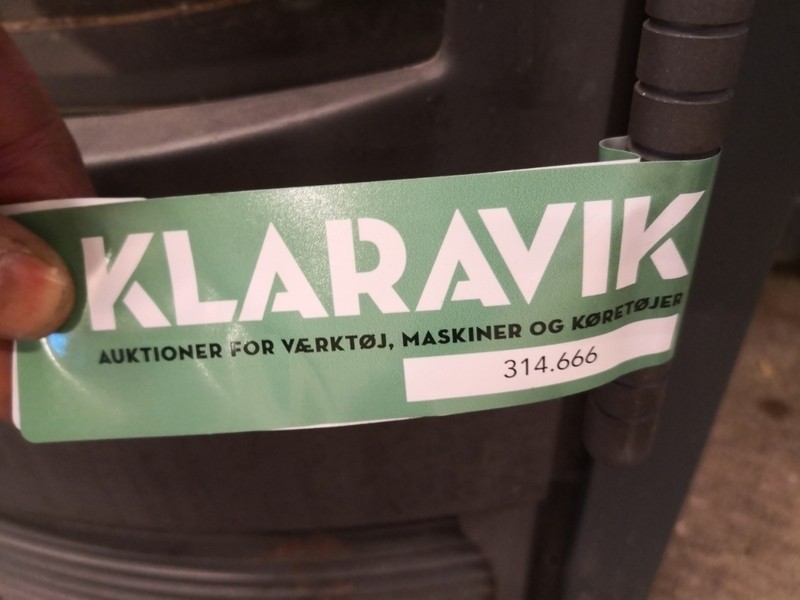 KLARAVIK
AUKTIONER FOR VÆRKTØJ, MASKINER OG KØRETØJER
314.666